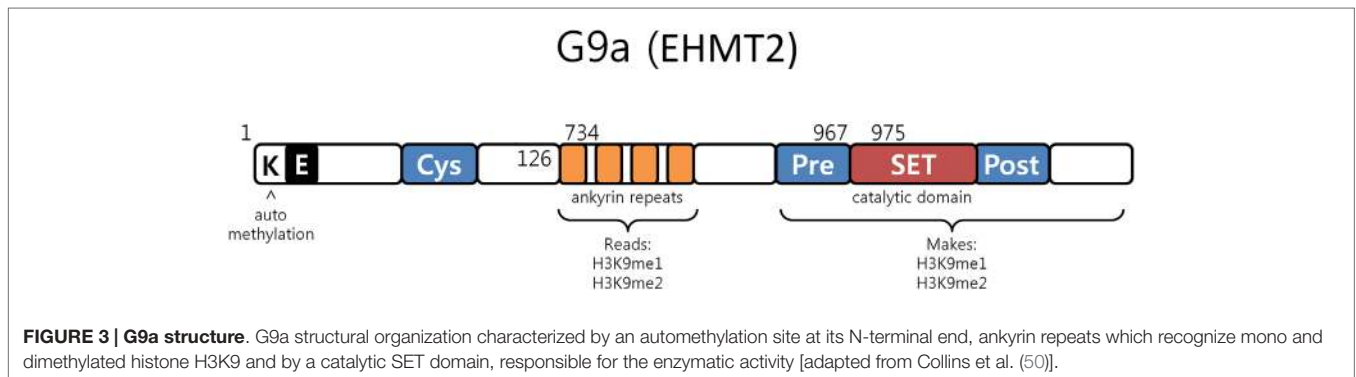 G9a (EHMT2)
1 734 967 975
K E Cys 126 Pre SET Post
^ ankyrin repeats catalytic domain
auto
methylation
Reads:
H3K9me1
H3K9me2
Makes:
H3K9me1
H3K9me2
FIGURE 3 | G9a structure. G9a structural organization characterized by an automethylation site at its N-terminal end, ankyrin repeats which recognize mono and
dimethylated histone H3K9 and by a catalytic SET domain, responsible for the enzymatic activity [adapted from Collins et al. (50)].